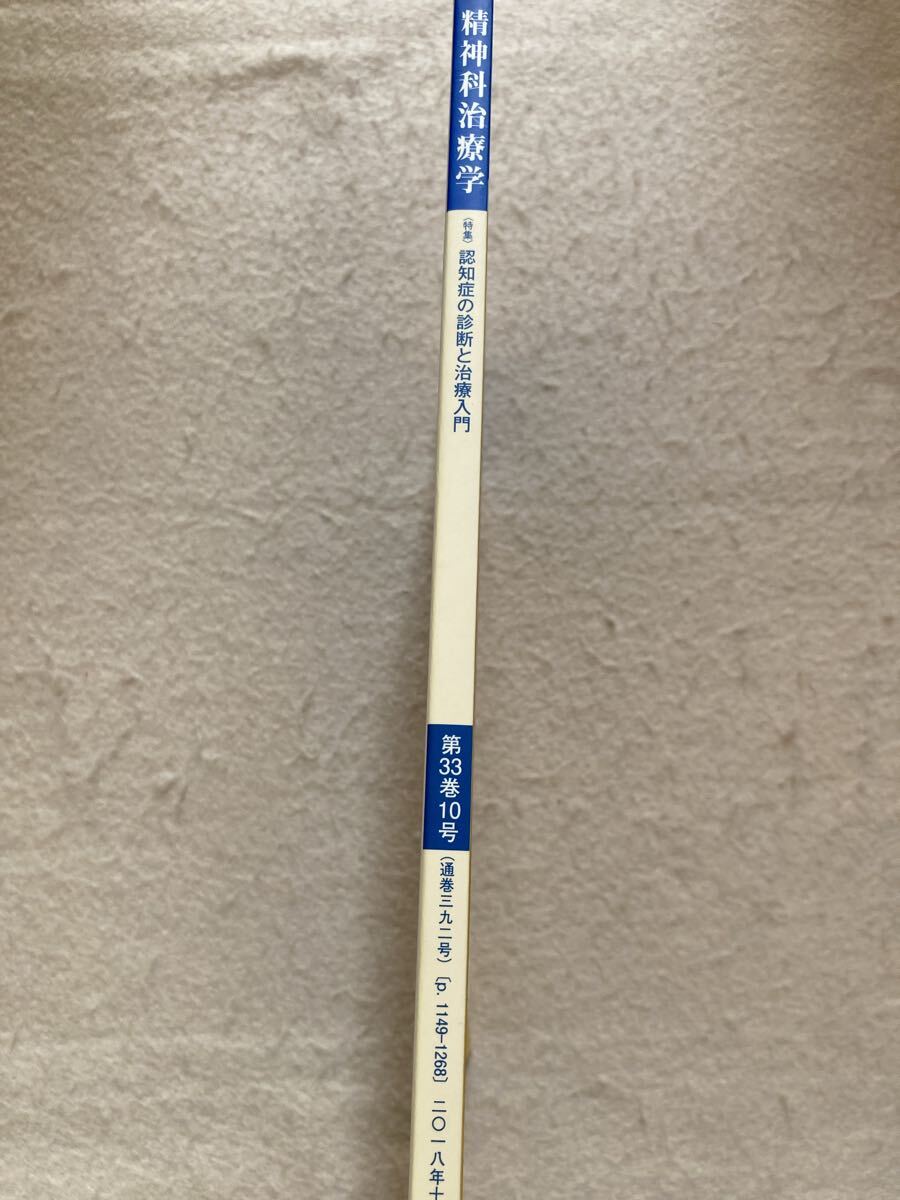 精神科治療学
〈特集〉 認知症の診断と治療入門
第33巻10号
（通巻三九二号） 〔p. 1149–1268〕 二〇一八年十